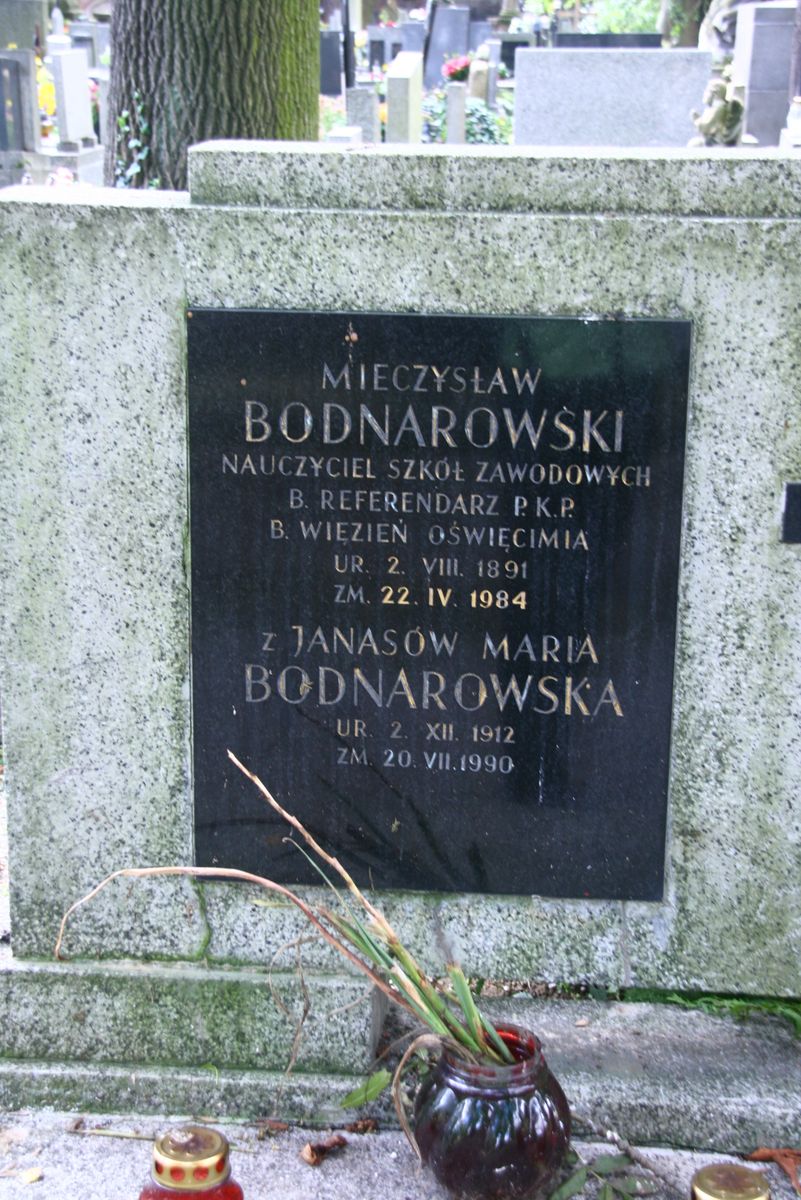 MIECZYSŁAW
BODNAROWSKI
NAUCZYCIEL SZKÓŁ ZAWODOWYCH
B. REFERENDARZ P.K.P.
B. WIĘZIEŃ OŚWIĘCIMIA
UR. 2. VIII. 1891
ZM. 22. IV. 1984
z JANASÓW MARIA
BODNAROWSKA
UR. 2. XII. 1912
ZM. 20. VII. 1990